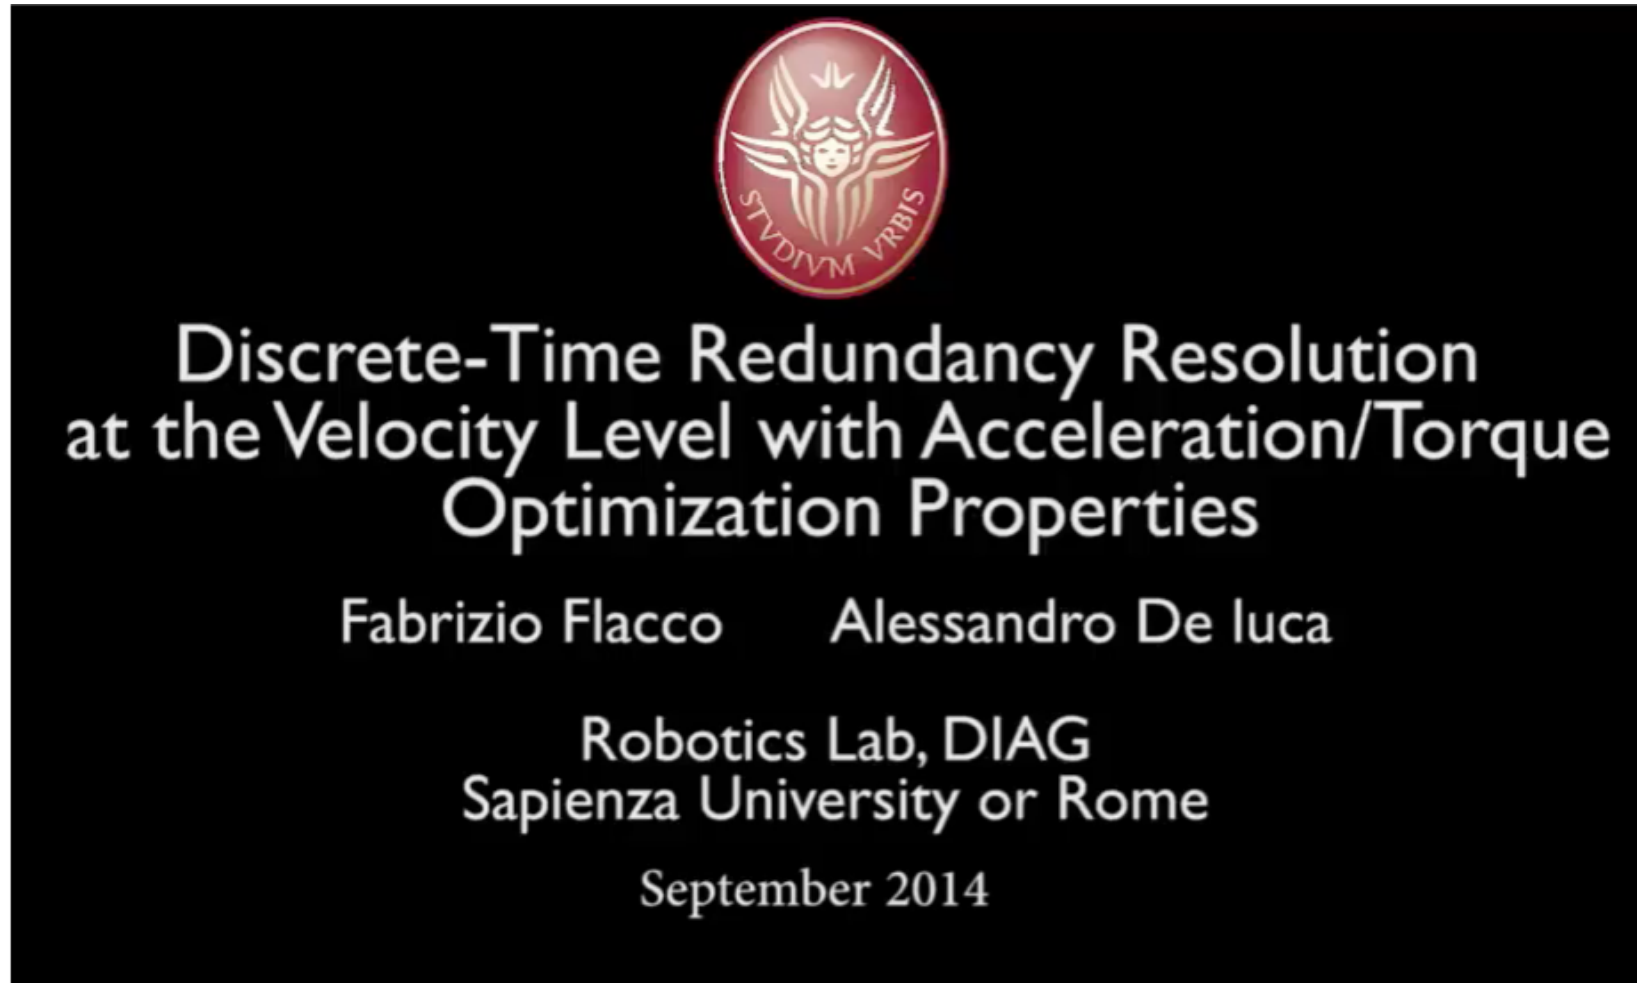 STVDIVM VRBIS
Discrete-Time Redundancy Resolution
at the Velocity Level with Acceleration/Torque
Optimization Properties
Fabrizio Flacco Alessandro De luca
Robotics Lab, DIAG
Sapienza University or Rome
September 2014